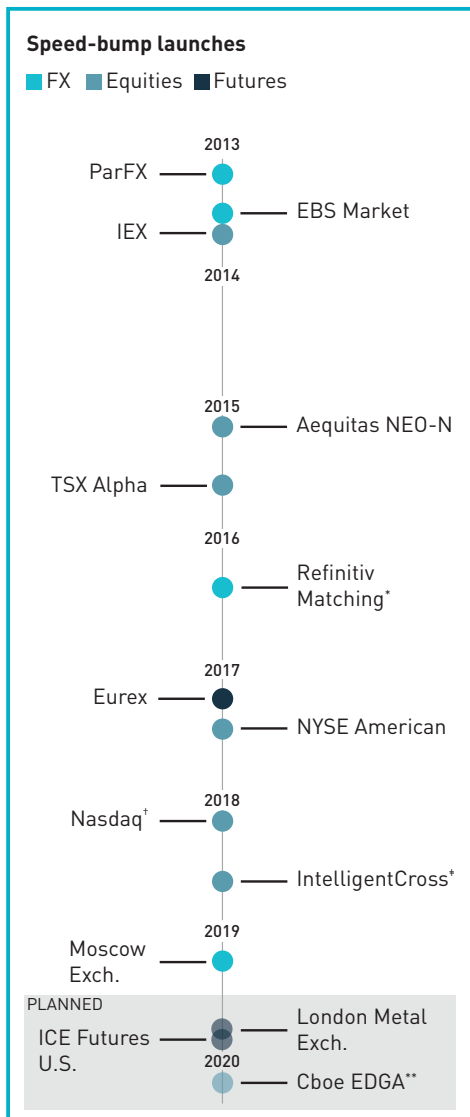 Speed-bump launches
FX Equities Futures
2013
ParFX
EBS Market
IEX
2014
2015
Aequitas NEO-N
TSX Alpha
2016
Refinitiv
Matching*
2017
Eurex
NYSE American
2018
Nasdaq†
IntelligentCross‡
2019
Moscow
Exch.
PLANNED
London Metal
Exch.
ICE Futures
U.S.
2020
Cboe EDGA**